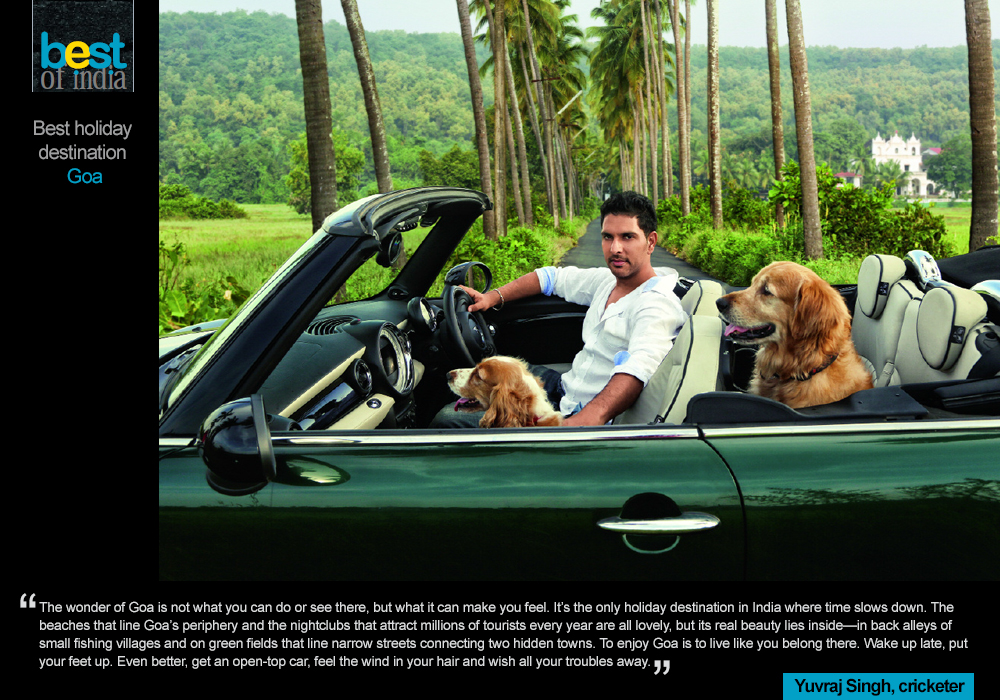 best
of india
Best holiday
destination
Goa
“The wonder of Goa is not what you can do or see there, but what it can make you feel. It’s the only holiday destination in India where time slows down. The
beaches that line Goa’s periphery and the nightclubs that attract millions of tourists every year are all lovely, but its real beauty lies inside—in back alleys of
small fishing villages and on green fields that line narrow streets connecting two hidden towns. To enjoy Goa is to live like you belong there. Wake up late, put
your feet up. Even better, get an open-top car, feel the wind in your hair and wish all your troubles away.”
Yuvraj Singh, cricketer